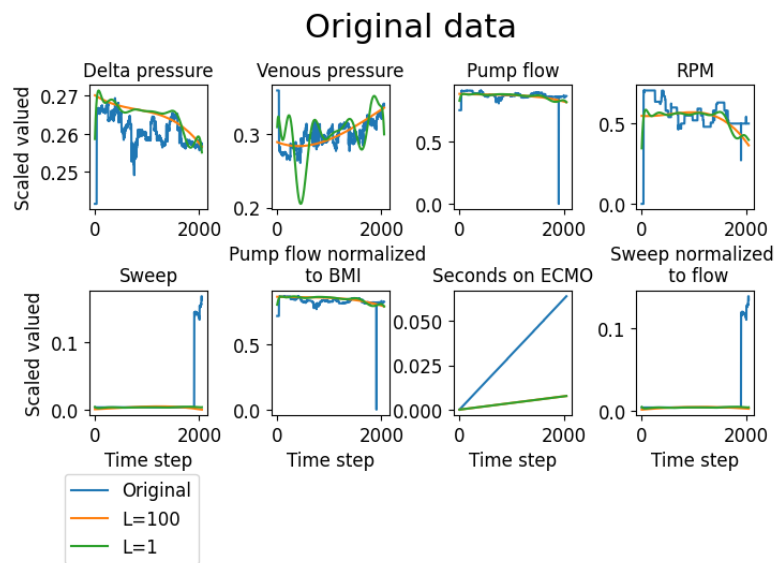 Original data
Delta pressure
Venous pressure
Pump flow
RPM
Scaled valued
0.27
0.26
0.25
0.3
0.2
0.5
0.0
0.5
0.0
0 2000
0 2000
0 2000
0 2000
Sweep
Pump flow normalized
to BMI
Seconds on ECMO
Sweep normalized
to flow
Scaled valued
0.1
0.0
0.5
0.0
0.050
0.025
0.000
0.1
0.0
0 2000
0 2000
0 2000
0 2000
Time step
Time step
Time step
Time step
Original
L=100
L=1